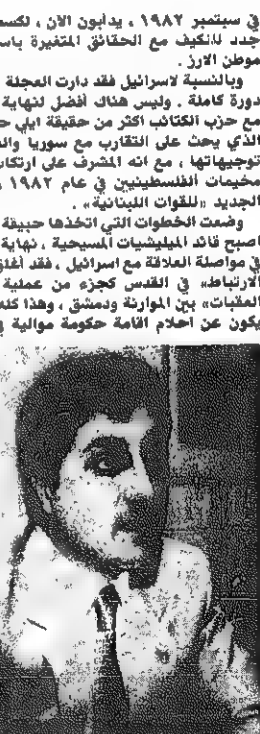 في سبتمبر ١٩٨٢ ، يدأبون الآن ، لكسب
جدد للتكيف مع الحقائق المتغيرة باس
موطن الارز .
وبالنسبة لاسرائيل فقد دارت العجلة
دورة كاملة . وليس هناك أفضل لنهاية
مع حزب الكتائب اكثر من حقيقة ايلي ح
الذي يحث على التقارب مع سوريا وال
توجيهاتها ، مع انه المشرف على ارتكاب
مخيمات الفلسطينيين في عام ١٩٨٢ ،
الجديد «للقوات اللبنانية» .
وضعت الخطوات التي اتخذها حبيقة
اصبح قائد الميليشيات المسيحية ، نهاية
في مواصلة العلاقة مع اسرائيل ، فقد أغلق
الارتباط» في القدس كجزء من عملية
العقبات» بين الموارنة ودمشق ، وهذا كله
يكون عن احلام اقامة حكومة موالية ف